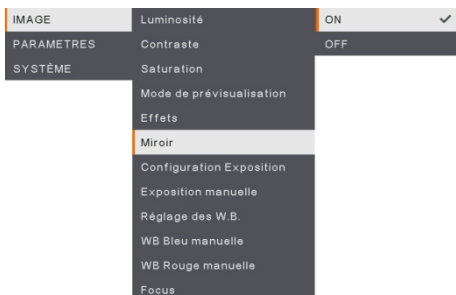 IMAGE
PARAMETRES
SYSTÈME
Luminosité
Contraste
Saturation
Mode de prévisualisation
Effets
Miroir
Configuration Exposition
Exposition manuelle
Réglage des W.B.
WB Bleu manuelle
WB Rouge manuelle
Focus
ON
OFF